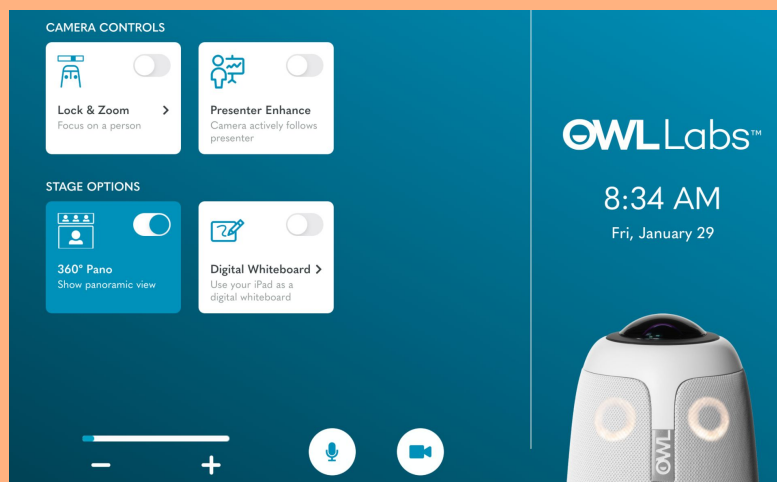 CAMERA CONTROLS
Lock & Zoom >
Focus on a person
Presenter Enhance
Camera actively follows
presenter
STAGE OPTIONS
360° Pano
Show panoramic view
Digital Whiteboard >
Use your iPad as a
digital whiteboard
OWL Labs™
8:34 AM
Fri, January 29
OWL